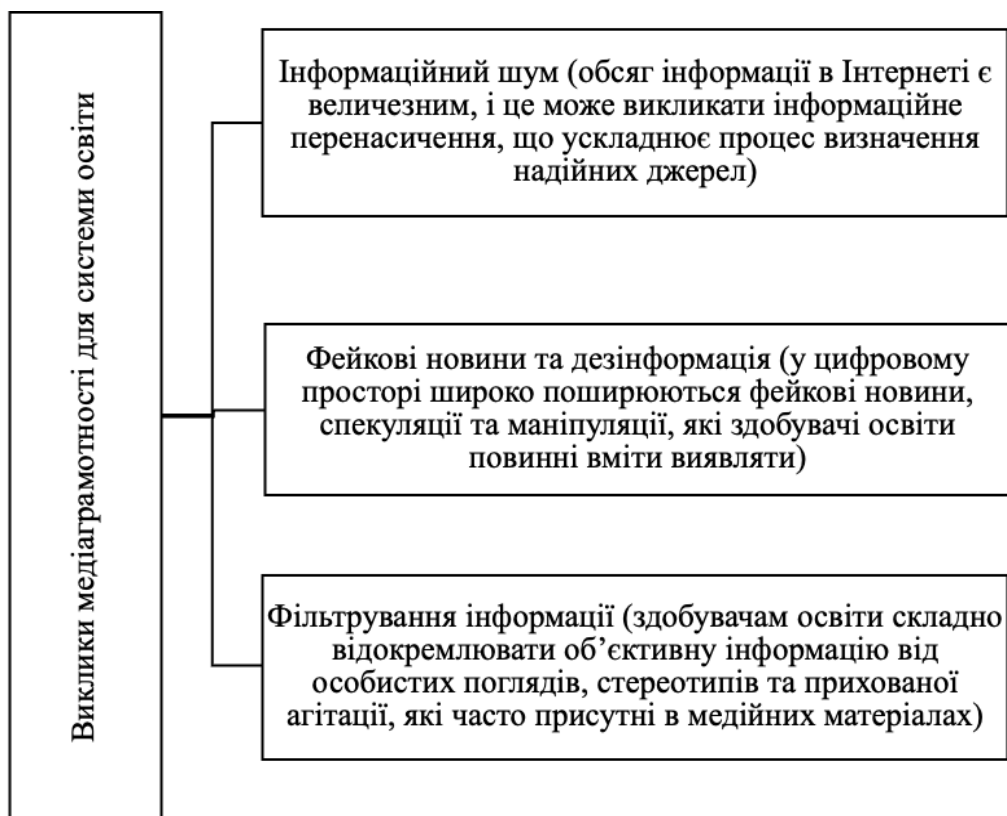 Виклики медіаграмотності для системи освіти
Інформаційний шум (обсяг інформації в Інтернеті є
величезним, і це може викликати інформаційне
перенасичення, що ускладнює процес визначення
надійних джерел)
Фейкові новини та дезінформація (у цифровому
просторі широко поширюються фейкові новини,
спекуляції та маніпуляції, які здобувачі освіти
повинні вміти виявляти)
Фільтрування інформації (здобувачам освіти складно
відокремлювати об’єктивну інформацію від
особистих поглядів, стереотипів та прихованої
агітації, які часто присутні в медійних матеріалах)